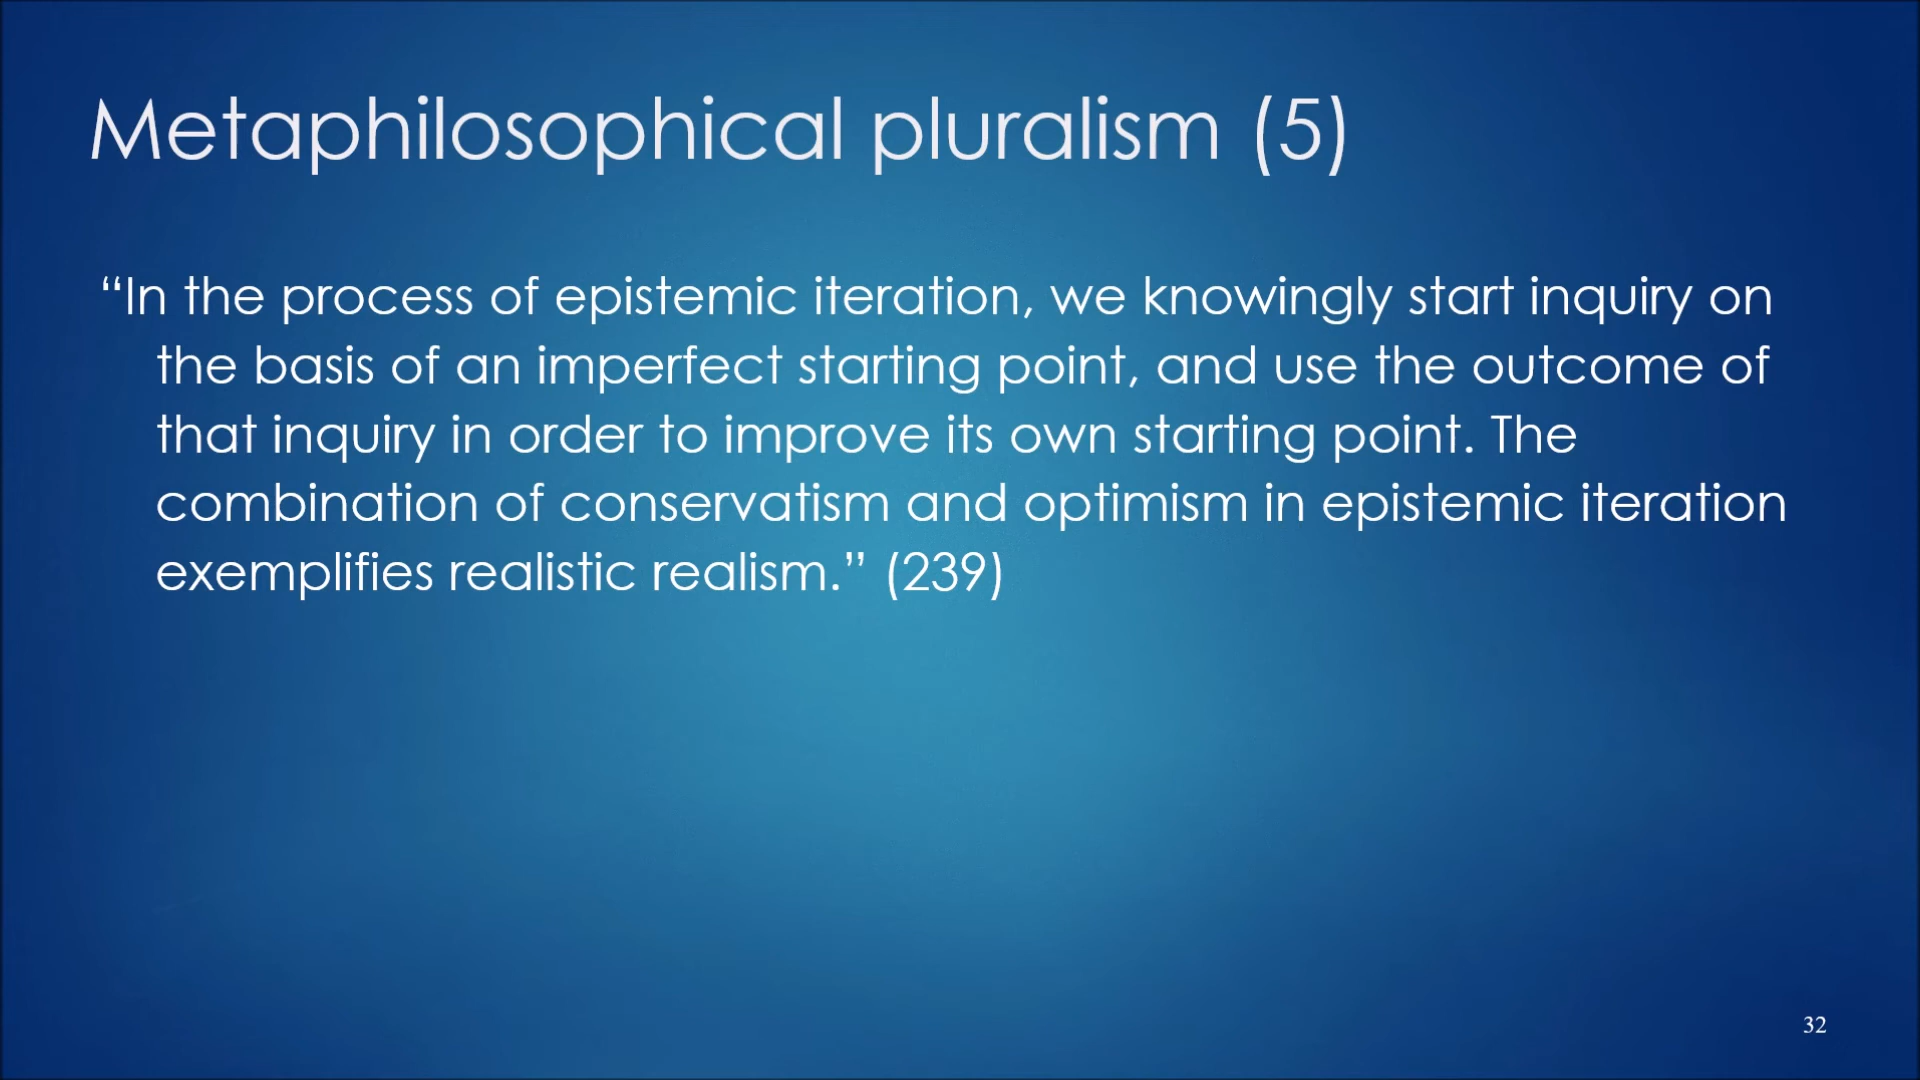 Metaphilosophical pluralism (5)
“In the process of epistemic iteration, we knowingly start inquiry on
the basis of an imperfect starting point, and use the outcome of
that inquiry in order to improve its own starting point. The
combination of conservatism and optimism in epistemic iteration
exemplifies realistic realism.” (239)
32